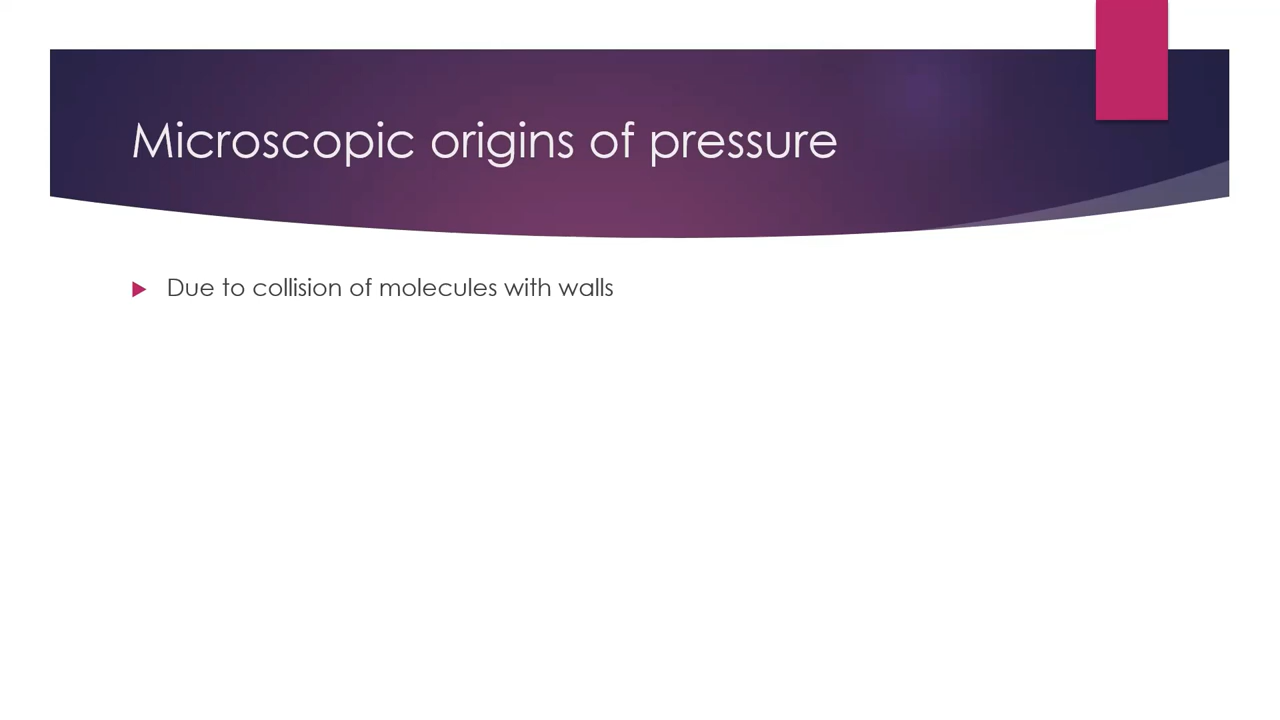 Microscopic origins of pressure
Due to collision of molecules with walls